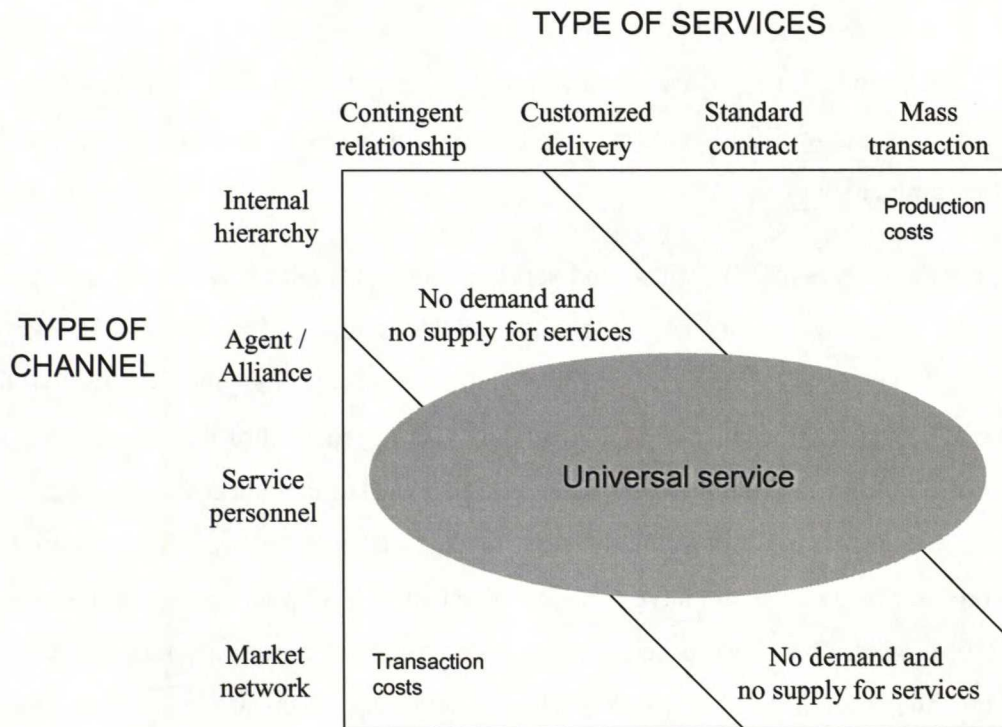 TYPE OF SERVICES
Contingent
relationship
Customized
delivery
Standard
contract
Mass
transaction
Internal
hierarchy
Production
costs
No demand and
no supply for services
TYPE OF
CHANNEL
Agent /
Alliance
Universal service
Service
personnel
Market
network
Transaction
costs
No demand and
no supply for services